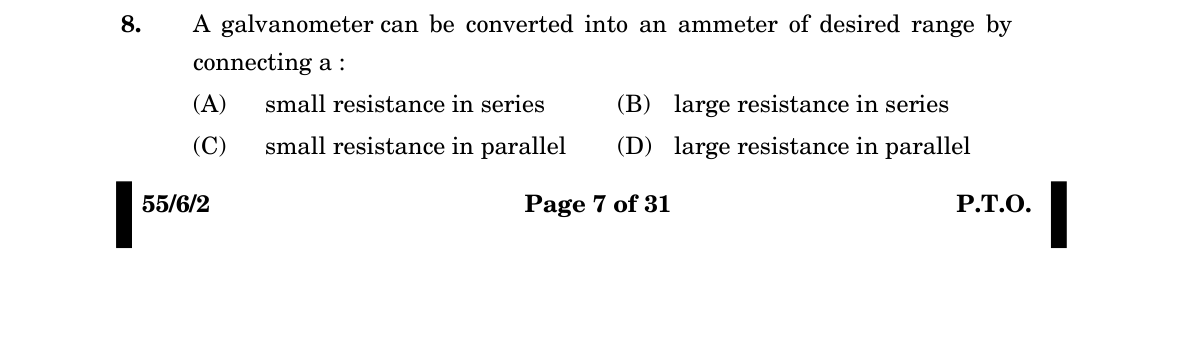 8. A galvanometer can be converted into an ammeter of desired range by
connecting a :
(A) small resistance in series (B) large resistance in series
(C) small resistance in parallel (D) large resistance in parallel
55/6/2 Page 7 of 31 P.T.O.